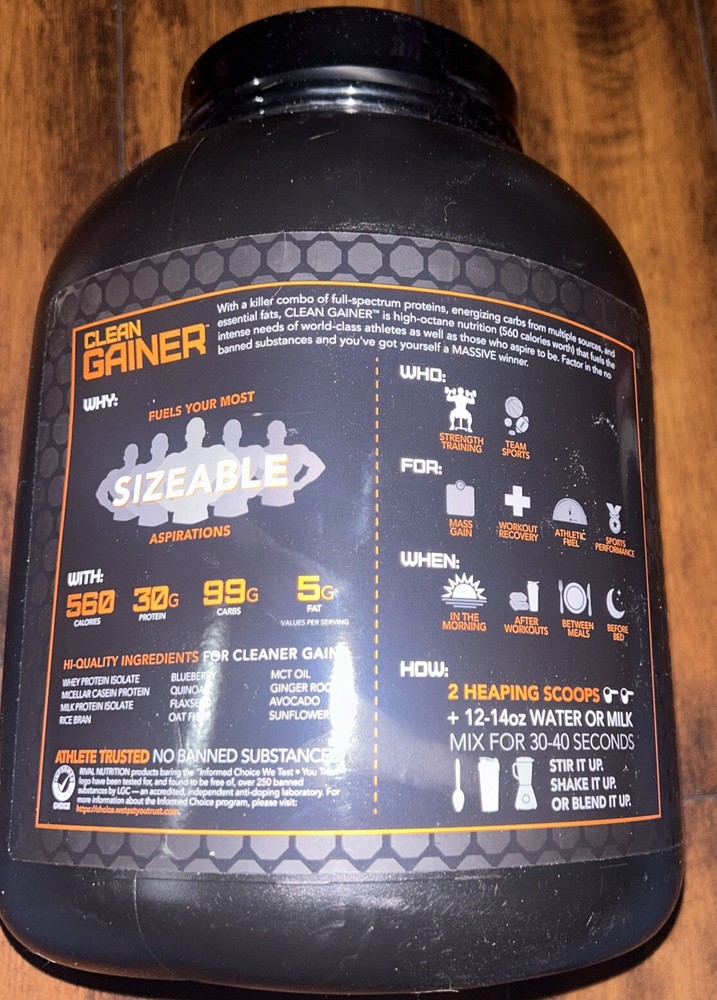 CLEAN
GAINER™
With a killer combo of full-spectrum proteins, energizing carbs from multiple sources, and
essential fats, CLEAN GAINER™ is high-octane nutrition (560 calories worth) that fuels the
intense needs of world-class athletes as well as those who aspire to be. Factor in the no
banned substances and you've got yourself a MASSIVE winner.
WHY:
FUELS YOUR MOST
SIZEABLE
ASPIRATIONS
WITH:
560 30G 99G 5G
CALORIES PROTEIN CARBS FAT
VALUES PER SERVING
HI-QUALITY INGREDIENTS FOR CLEANER
WHEY PROTEIN ISOLATE BLUEBERRY MCT OIL
MICELLAR CASEIN PROTEIN QUINOA GINGER
MILK PROTEIN ISOLATE AVOCADO
RICE BRAN OAT SUNFLOWER
ATHLETE TRUSTED NO BANNED
RIVAL NUTRITION products baring the "Informed Choice We Test • You
logo have been tested for, and found to be free of, over 250 banned
substances by LGC — an accredited, independent anti-doping laboratory. For
more information about the Informed Choice program, please visit:
https://choice.wetestyoutrust.com
CHOICE
WHO:
STRENGTH TEAM
TRAINING SPORTS
FOR:
MASS WORKOUT ATHLETIC SPORTS
GAIN RECOVERY FUEL PERFORMANCE
WHEN:
IN THE AFTER BETWEEN BEFORE
MORNING WORKOUTS MEALS BED
HOW:
2 HEAPING SCOOPS
+ 12-14oz WATER OR MILK
MIX FOR 30-40 SECONDS
STIR IT UP.
SHAKE IT UP.
OR BLEND IT UP.